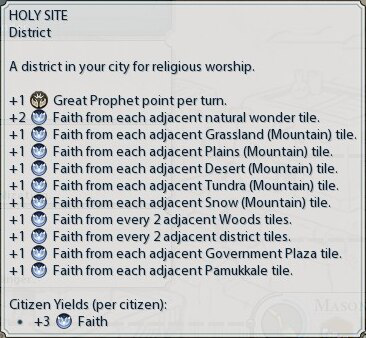 HOLY SITE
District
A district in your city for religious worship.
+1 Great Prophet point per turn.
+2 Faith from each adjacent natural wonder tile.
+1 Faith from each adjacent Grassland (Mountain) tile.
+1 Faith from each adjacent Plains (Mountain) tile.
+1 Faith from each adjacent Desert (Mountain) tile.
+1 Faith from each adjacent Tundra (Mountain) tile.
+1 Faith from each adjacent Snow (Mountain) tile.
+1 Faith from every 2 adjacent Woods tiles.
+1 Faith from every 2 adjacent district tiles.
+1 Faith from each adjacent Government Plaza tile.
+1 Faith from each adjacent Pamukkale tile.
Citizen Yields (per citizen):
• +3 Faith